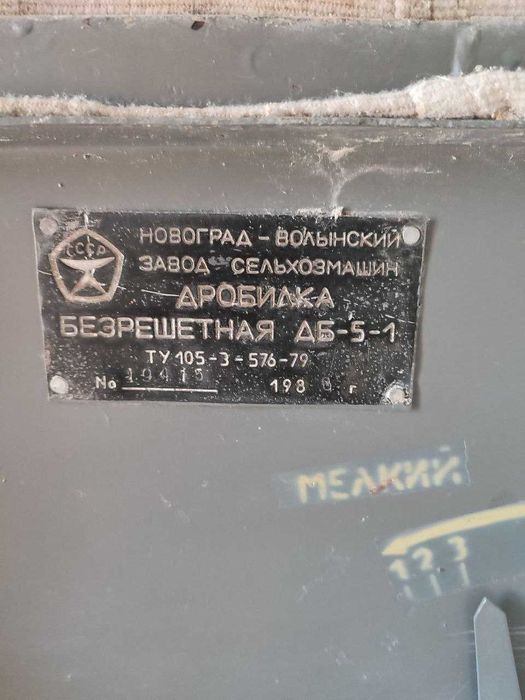 СССР
НОВОГРАД-ВОЛЫНСКИЙ
ЗАВОД СЕЛЬХОЗМАШИН
ДРОБИЛКА
БЕЗРЕШЕТНАЯ ДБ-5-1
ТУ 105-3-576-79
№ 198 г
МЕЛКИЙ
1 2 3